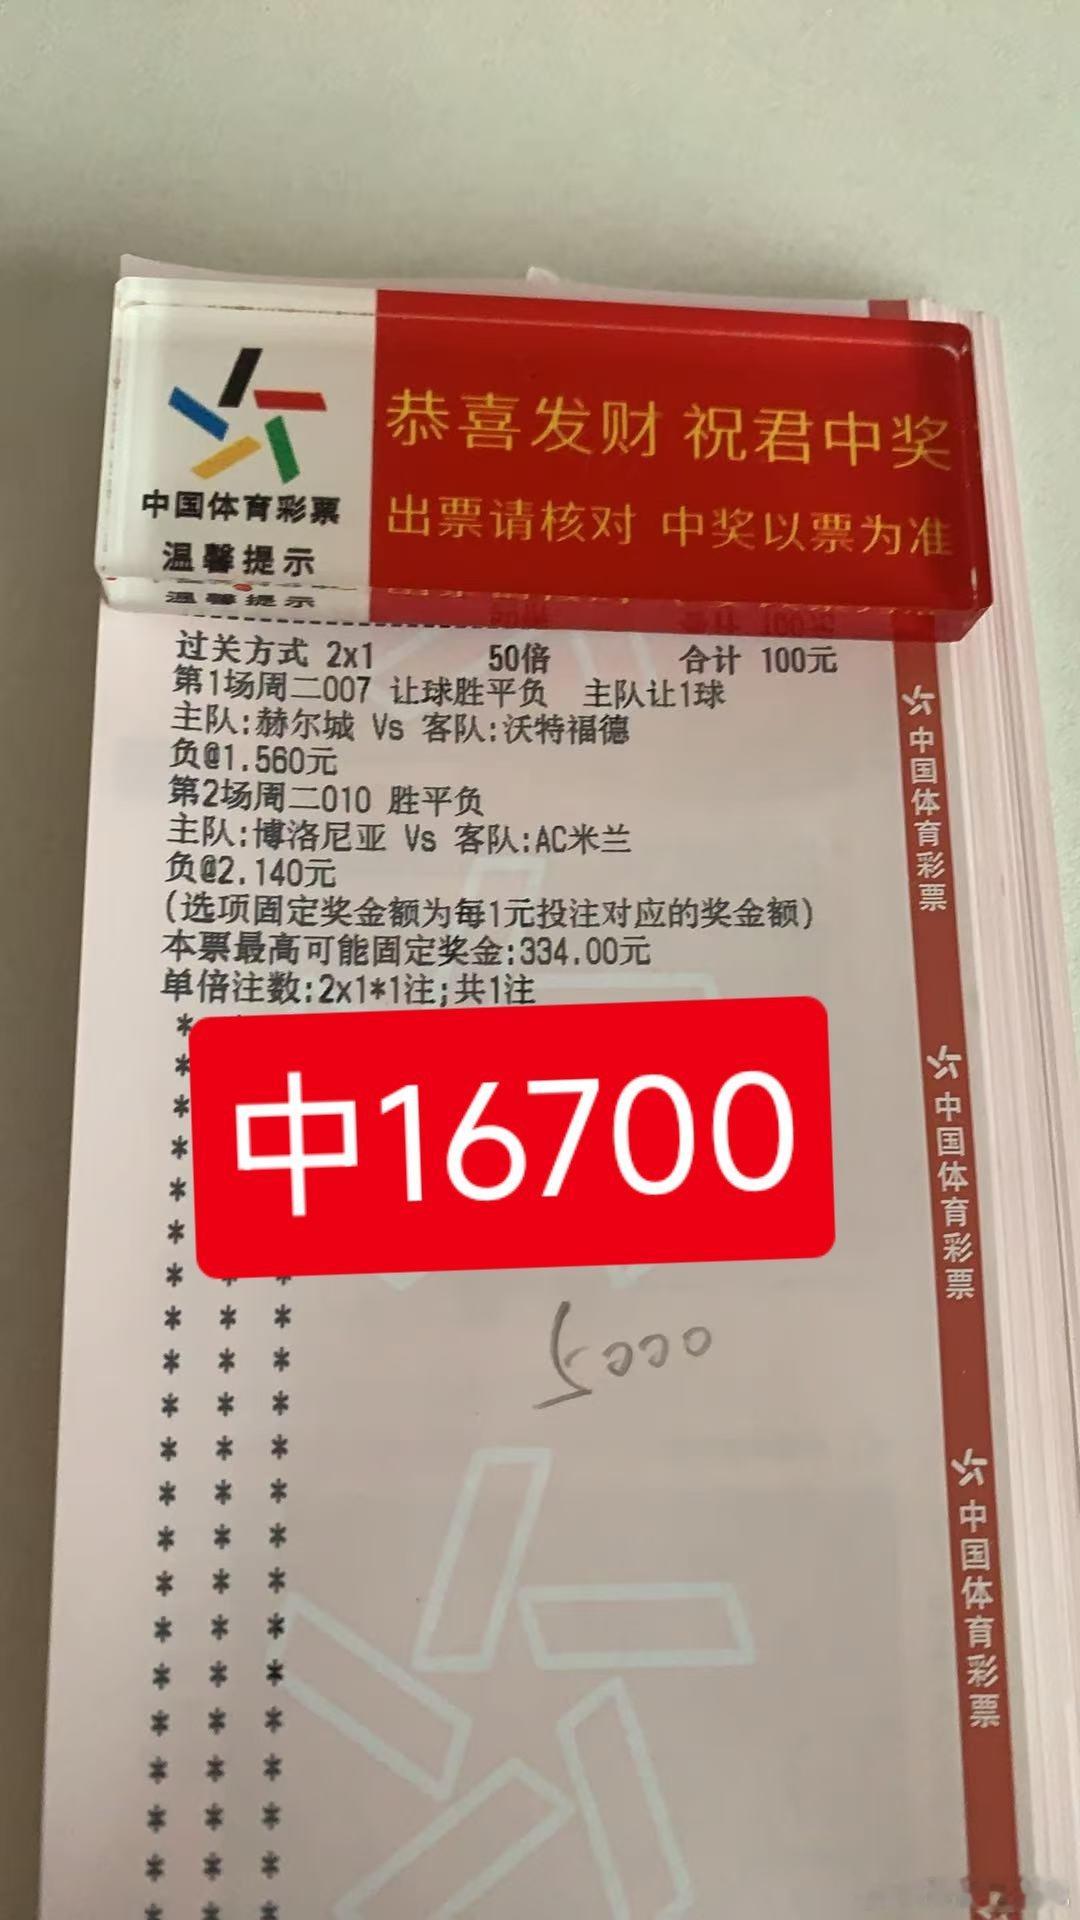 恭喜发财 祝君中奖
出票请核对 中奖以票为准
中国体育彩票
温馨提示
过关方式 2x1 50倍 合计 100元
第1场周二007 让球胜平负 主队让1球
主队:赫尔城 Vs 客队:沃特福德
负@1.560元
第2场周二010 胜平负
主队:博洛尼亚 Vs 客队:AC米兰
负@2.140元
(选项固定奖金额为每1元投注对应的奖金额)
本票最高可能固定奖金:334.00元
单倍注数:2x1*1注;共1注
中16700
5000
中国体育彩票
中国体育彩票
中国体育彩票